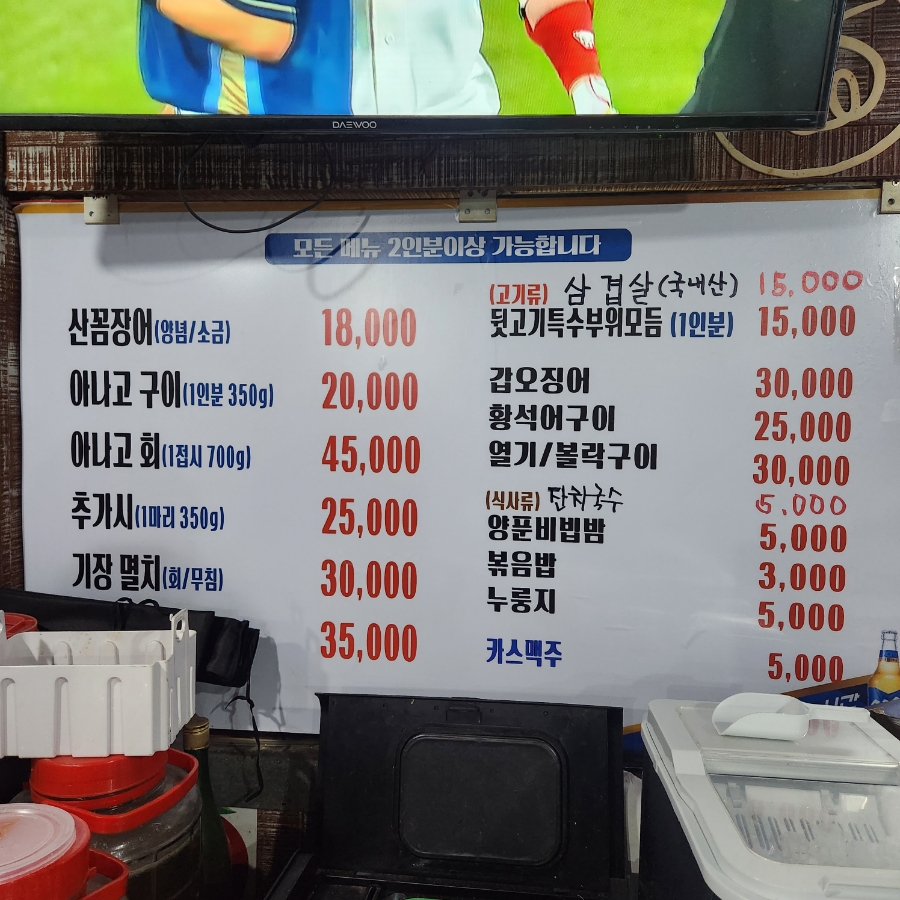 DAEWOO
모든 메뉴 2인분이상 가능합니다
산꼼장어(양념/소금) 18,000
아나고 구이(1인분 350g) 20,000
아나고 회(1접시 700g) 45,000
추가시(1마리 350g) 25,000
기장 멸치(회/무침) 30,000
35,000
(고기류) 삼겹살(국내산) 15,000
뒷고기특수부위모듬 (1인분) 15,000
갑오징어 30,000
황석어구이 25,000
열기/볼락구이 30,000
(식사류) 잔치국수 5,000
양푼비빔밥 5,000
볶음밥 3,000
누룽지 5,000
카스맥주 5,000